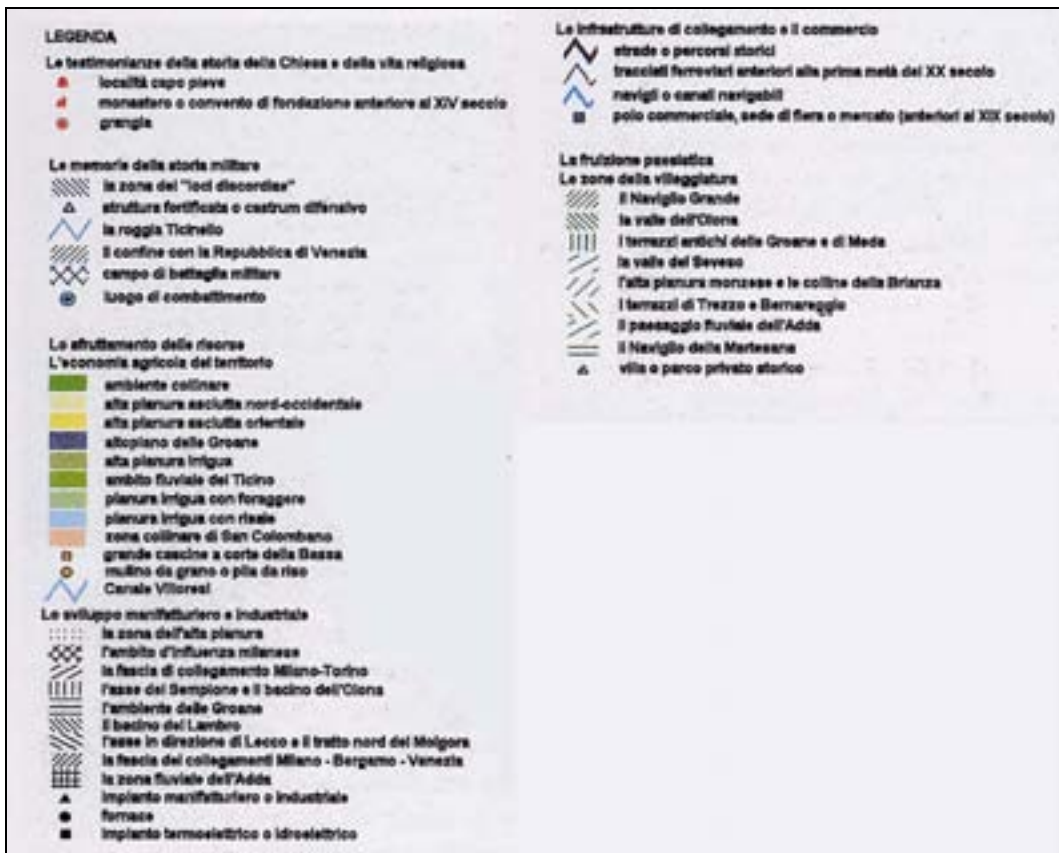 LEGENDA
Le testimonianze della storia della Chiesa e della vita religiosa
località capo pieve
monastero o convento di fondazione anteriore al XIV secolo
grangia
Le memorie della storia militare
la zona dei "loci discordiae"
struttura fortificata o castrum difensivo
la roggia Ticinello
il confine con la Repubblica di Venezia
campo di battaglia militare
luogo di combattimento
Lo sfruttamento delle risorse
L'economia agricola del territorio
ambiente collinare
alta pianura asciutta nord-occidentale
alta pianura asciutta orientale
altopiano delle Groane
alta pianura irrigua
ambito fluviale del Ticino
pianura irrigua con foraggere
pianura irrigua con risaie
zona collinare di San Colombano
grande cascine a corte della Bassa
mulino da grano o pila da riso
Canale Villoresi
Lo sviluppo manifatturiero e industriale
la zona dell'alta pianura
l'ambito d'influenza milanese
la fascia di collegamento Milano-Torino
l'asse del Sempione e il bacino dell'Olona
l'ambiente delle Groane
il bacino del Lambro
l'asse in direzione di Lecco e il tratto nord del Molgora
la fascia dei collegamenti Milano - Bergamo - Venezia
la zona fluviale dell'Adda
impianto manifatturiero o industriale
fornace
impianto termoelettrico o idroelettrico
Le infrastrutture di collegamento e il commercio
strade o percorsi storici
tracciati ferroviari anteriori alla prima metà del XX secolo
navigli o canali navigabili
polo commerciale, sede di fiera o mercato (anteriori al XIX secolo)
La fruizione paesistica
Le zone della villeggiatura
il Naviglio Grande
la valle dell'Olona
i terrazzi antichi delle Groane e di Meda
la valle del Seveso
l'alta pianura monzese e le colline della Brianza
i terrazzi di Trezzo e Bernareggio
il paesaggio fluviale dell'Adda
il Naviglio della Martesana
villa o parco privato storico